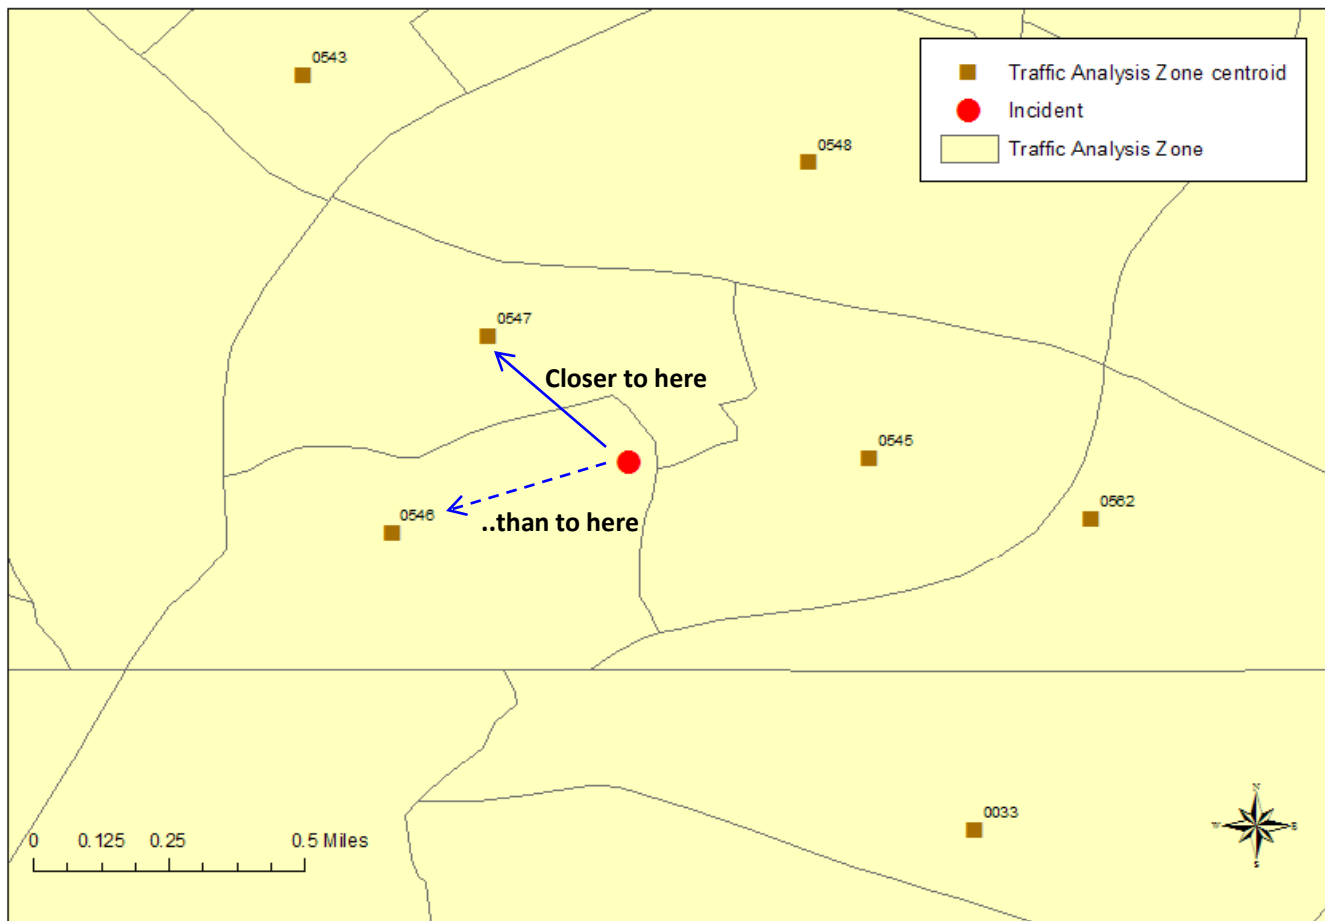 0543
Traffic Analysis Zone centroid
Incident
Traffic Analysis Zone
0548
0547
Closer to here
0545
0546
..than to here
0562
0033
0 0.125 0.25 0.5 Miles
N
W E
S